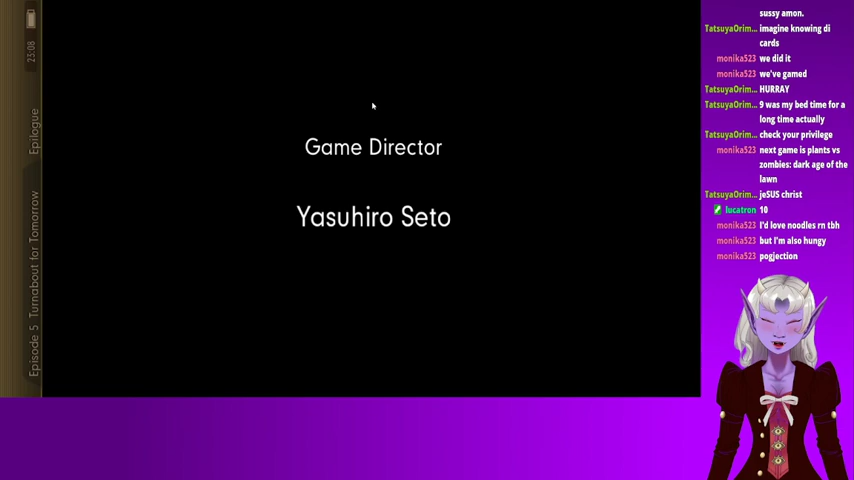 23:08
Epilogue
Episode 5 Turnabout for Tomorrow
Game Director
Yasuhiro Seto
sussy amon.
TatsuyaOrim... imagine knowing di
cards
monika523 we did it
monika523 we've gamed
TatsuyaOrim... HURRAY
TatsuyaOrim... 9 was my bed time for a
long time actually
TatsuyaOrim... check your privilege
monika523 next game is plants vs
zombies: dark age of the
lawn
TatsuyaOrim... jeSUS christ
lucatron 10
monika523 I'd love noodles rn tbh
monika523 but I'm also hungy
monika523 pogjection